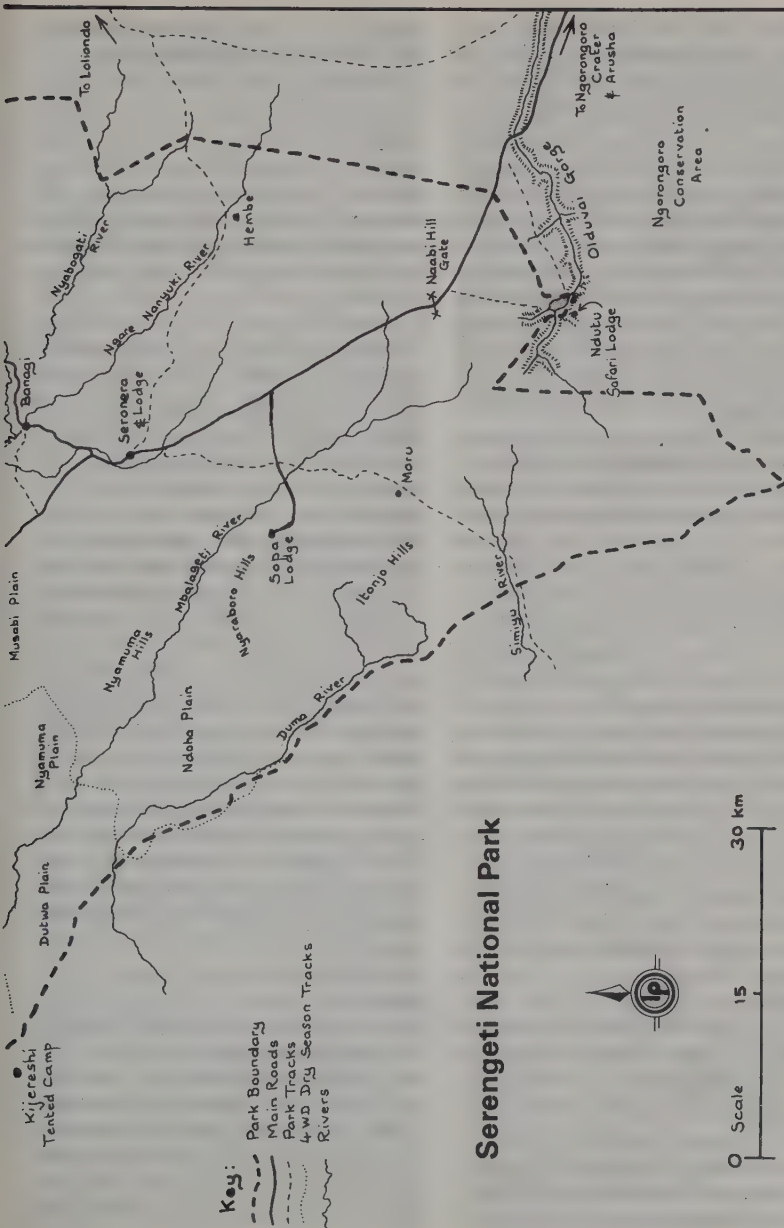 To Loliondo
To Ngorongoro
Crater
& Arusha
Ngorongoro
Conservation
Area
Nyabogati
River
Hembe
Ngare Nanyuki River
Olduvai Gorge
Naabi Hill
Gate
Ndutu
Safari Lodge
Banagi
Seronera
& Lodge
Moru
Sopa
Lodge
Simiyu River
Musabi Plain
Mbalageti River
Nyamuma
Hills
Nyaraboro Hills
Itonjo Hills
Nyamuma
Plain
Ndoha Plain
Duma River
Dutwa Plain
Kijereshi
Tented Camp
Key:
Park Boundary
Main Roads
Park Tracks
4WD Dry Season Tracks
Rivers
Serengeti National Park
lp
Scale
0 15 30 km